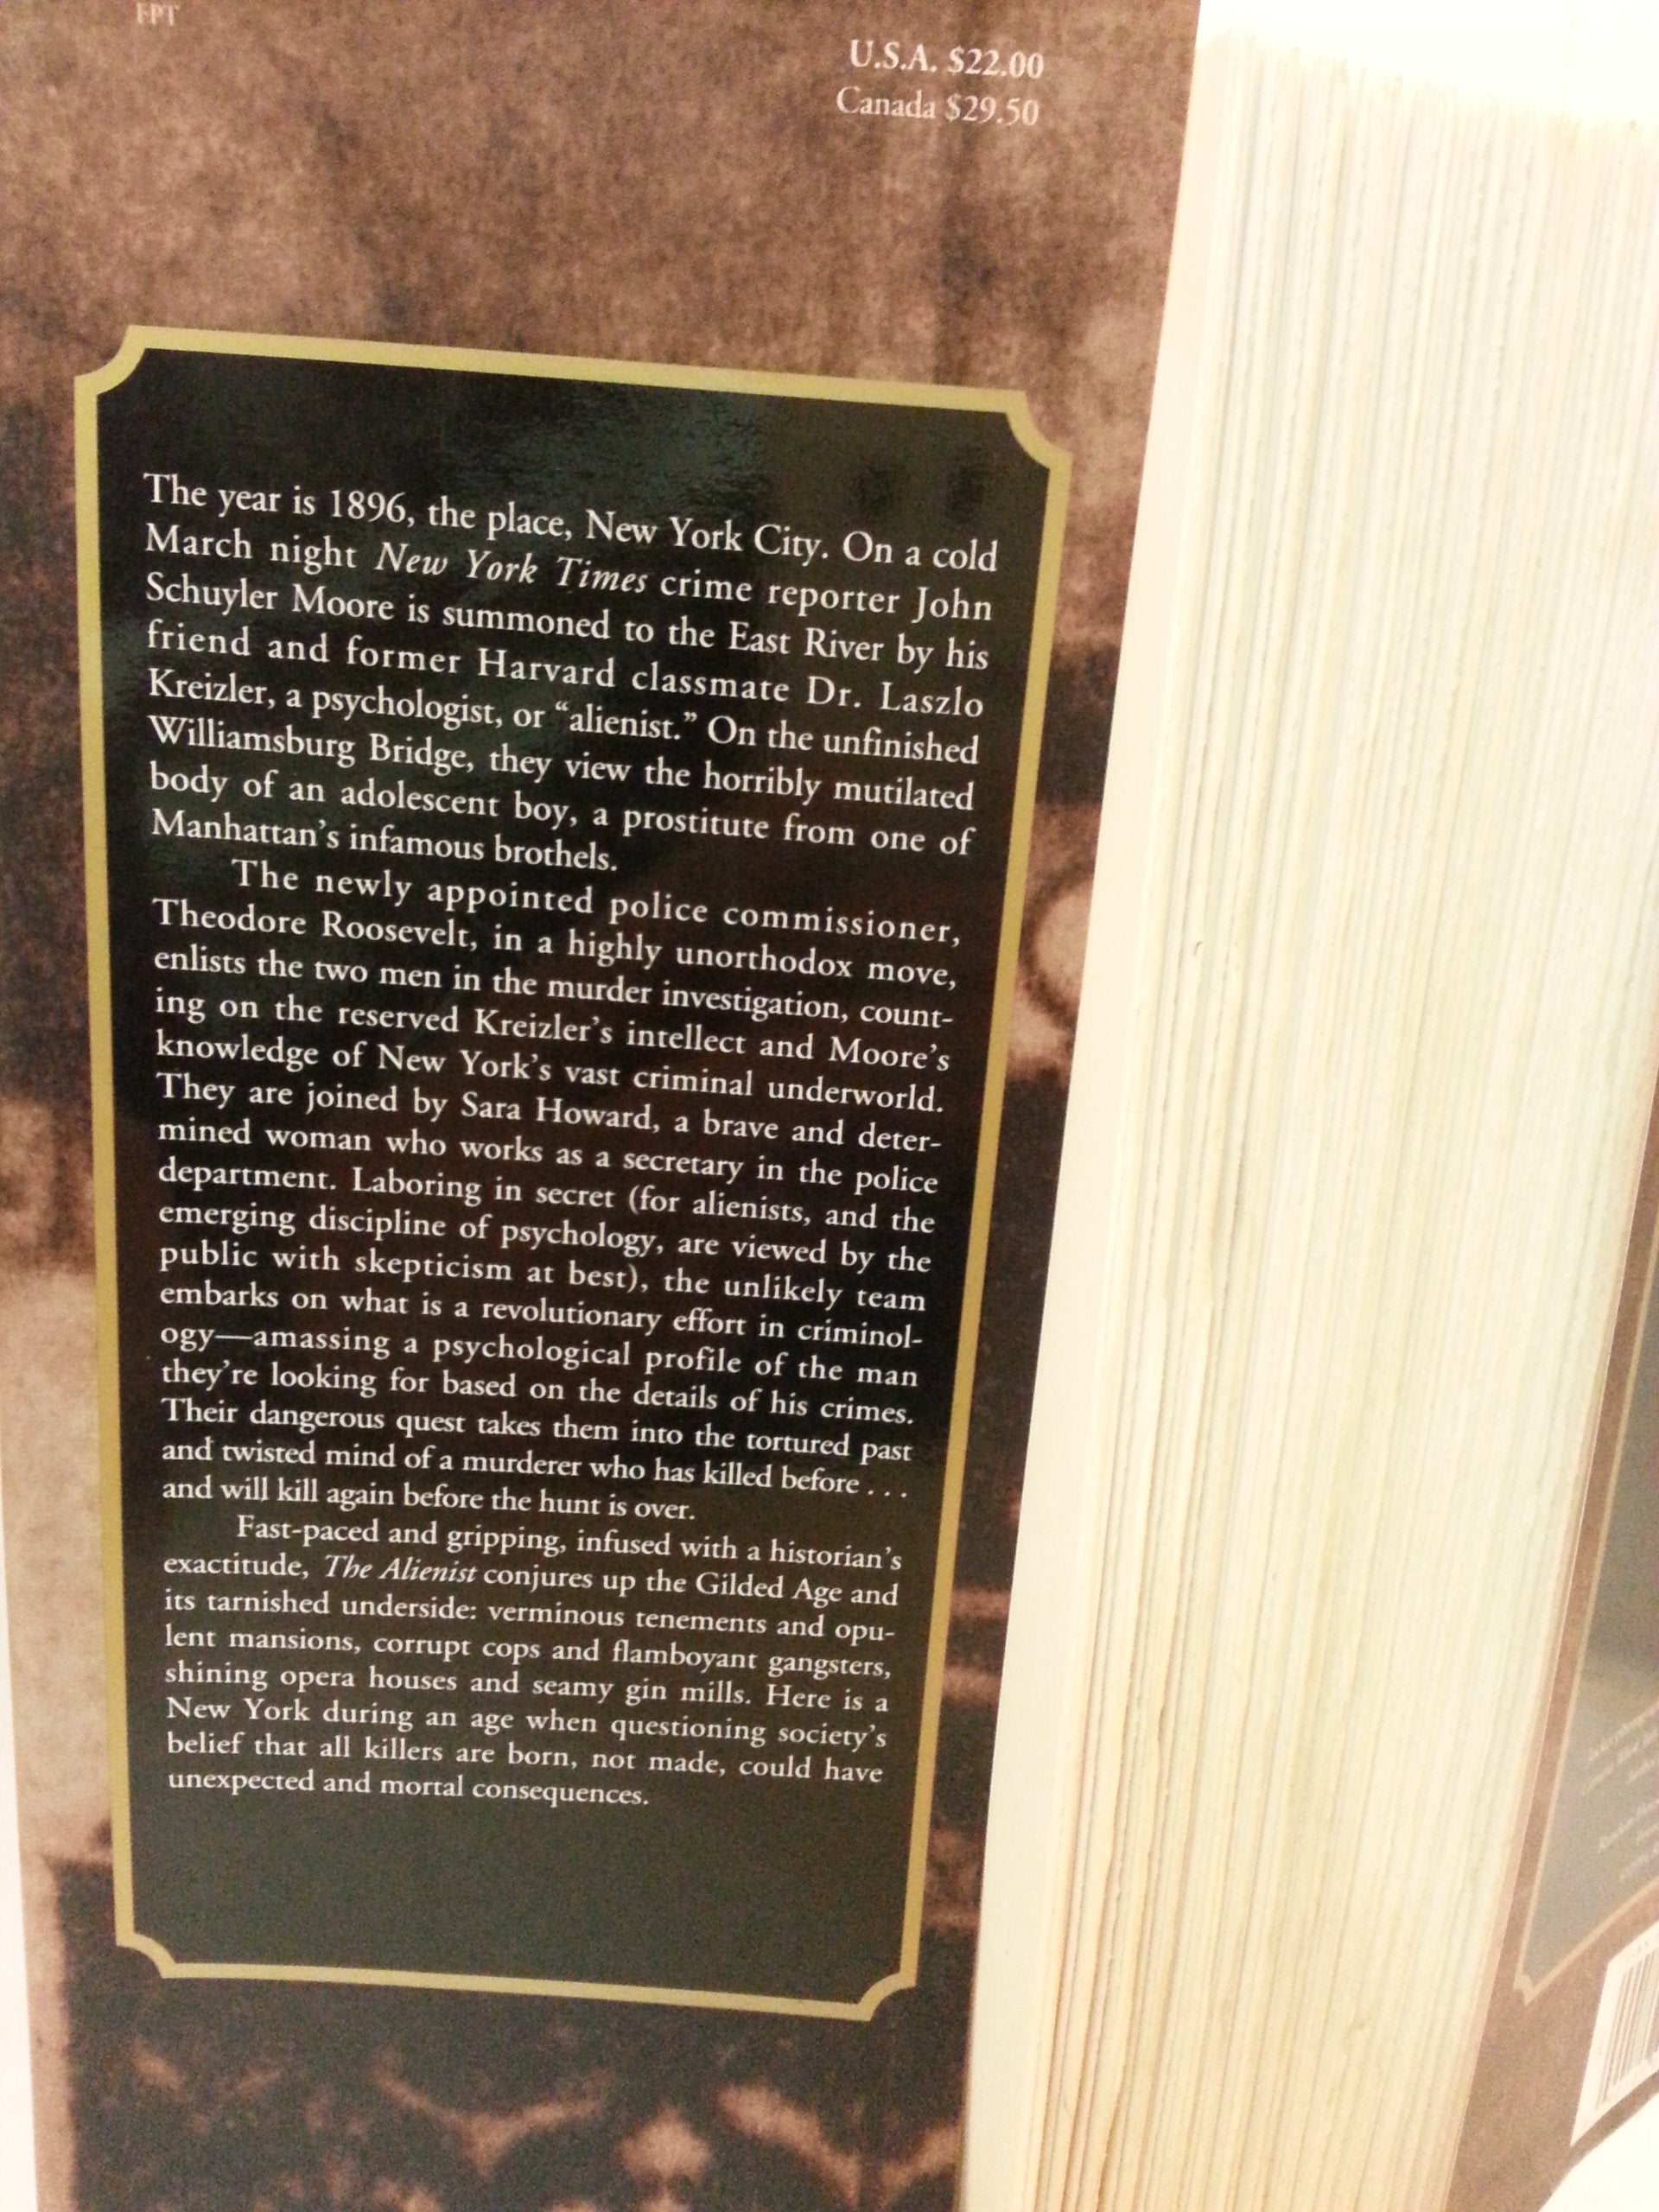 FPT
U.S.A. $22.00
Canada $29.50
The year is 1896, the place, New York City. On a cold
March night New York Times crime reporter John
Schuyler Moore is summoned to the East River by his
friend and former Harvard classmate Dr. Laszlo
Kreizler, a psychologist, or “alienist.” On the unfinished
Williamsburg Bridge, they view the horribly mutilated
body of an adolescent boy, a prostitute from one of
Manhattan’s infamous brothels.
The newly appointed police commissioner,
Theodore Roosevelt, in a highly unorthodox move,
enlists the two men in the murder investigation, count-
ing on the reserved Kreizler’s intellect and Moore’s
knowledge of New York’s vast criminal underworld.
They are joined by Sara Howard, a brave and deter-
mined woman who works as a secretary in the police
department. Laboring in secret (for alienists, and the
emerging discipline of psychology, are viewed by the
public with skepticism at best), the unlikely team
embarks on what is a revolutionary effort in criminol-
ogy—amassing a psychological profile of the man
they’re looking for based on the details of his crimes.
Their dangerous quest takes them into the tortured past
and twisted mind of a murderer who has killed before . . .
and will kill again before the hunt is over.
Fast-paced and gripping, infused with a historian’s
exactitude, The Alienist conjures up the Gilded Age and
its tarnished underside: verminous tenements and opu-
lent mansions, corrupt cops and flamboyant gangsters,
shining opera houses and seamy gin mills. Here is a
New York during an age when questioning society’s
belief that all killers are born, not made, could have
unexpected and mortal consequences.